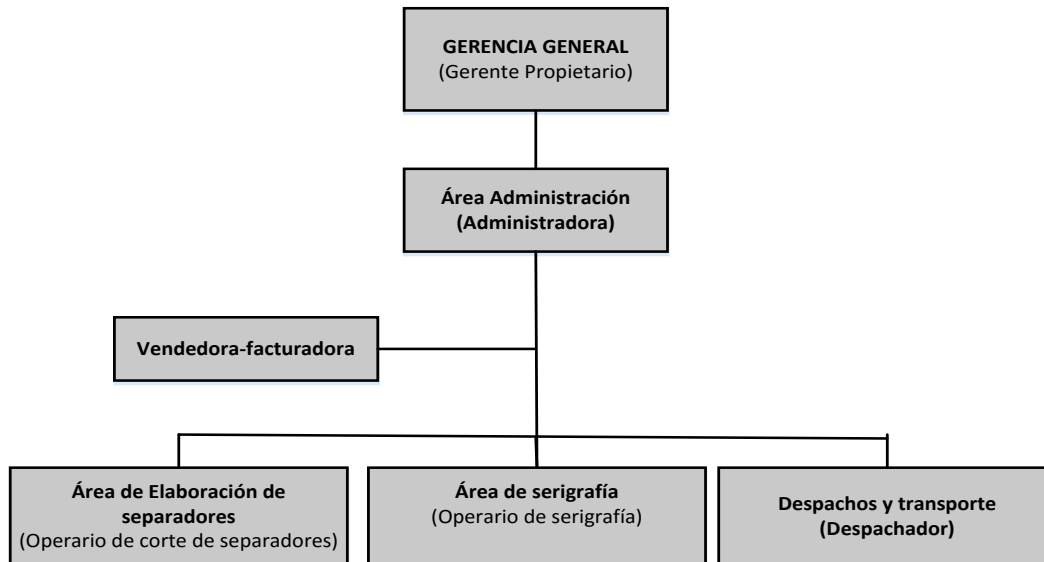 GERENCIA GENERAL
(Gerente Propietario)
Área Administración
(Administradora)
Vendedora-facturadora
Área de Elaboración de
separadores
(Operario de corte de separadores)
Área de serigrafía
(Operario de serigrafía)
Despachos y transporte
(Despachador)